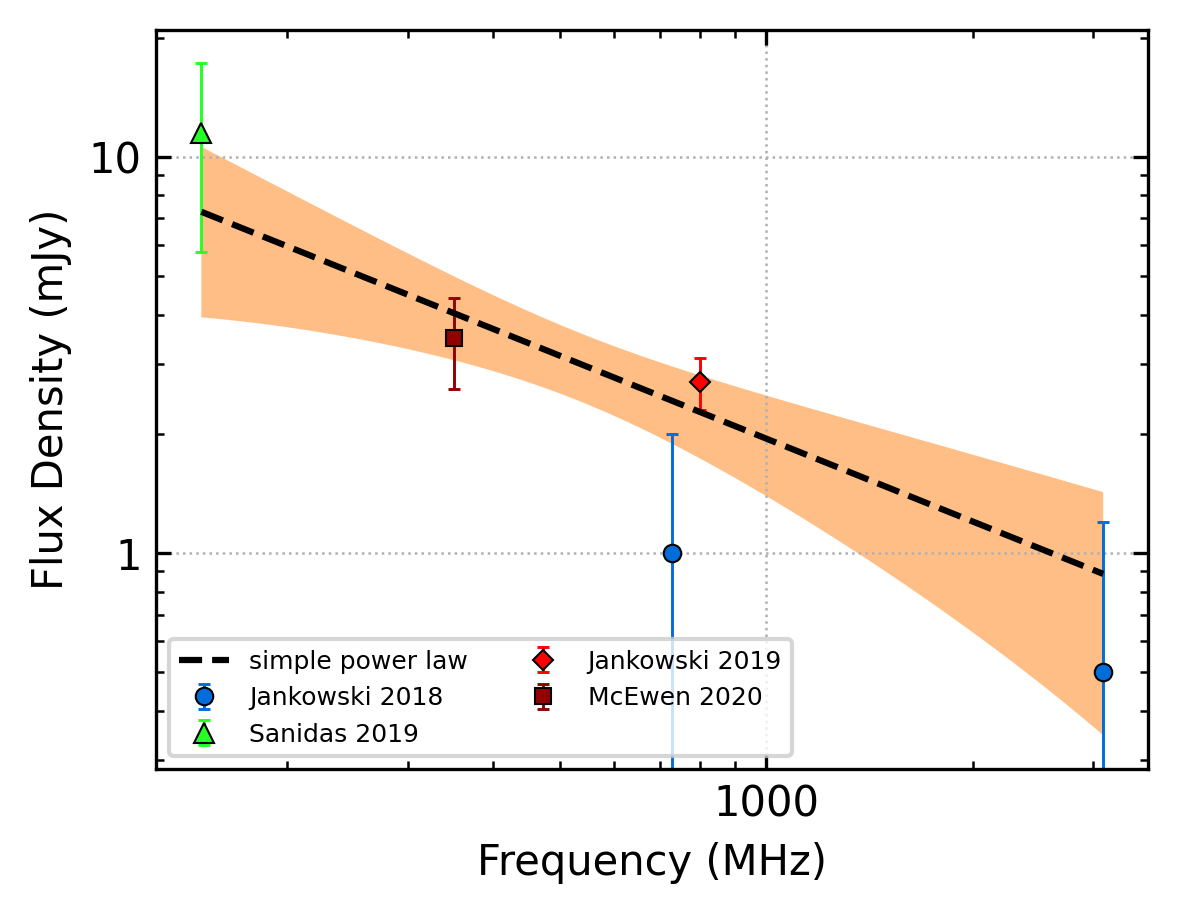 10
1
Flux Density (mJy)
simple power law
Jankowski 2018
Sanidas 2019
Jankowski 2019
McEwen 2020
1000
Frequency (MHz)